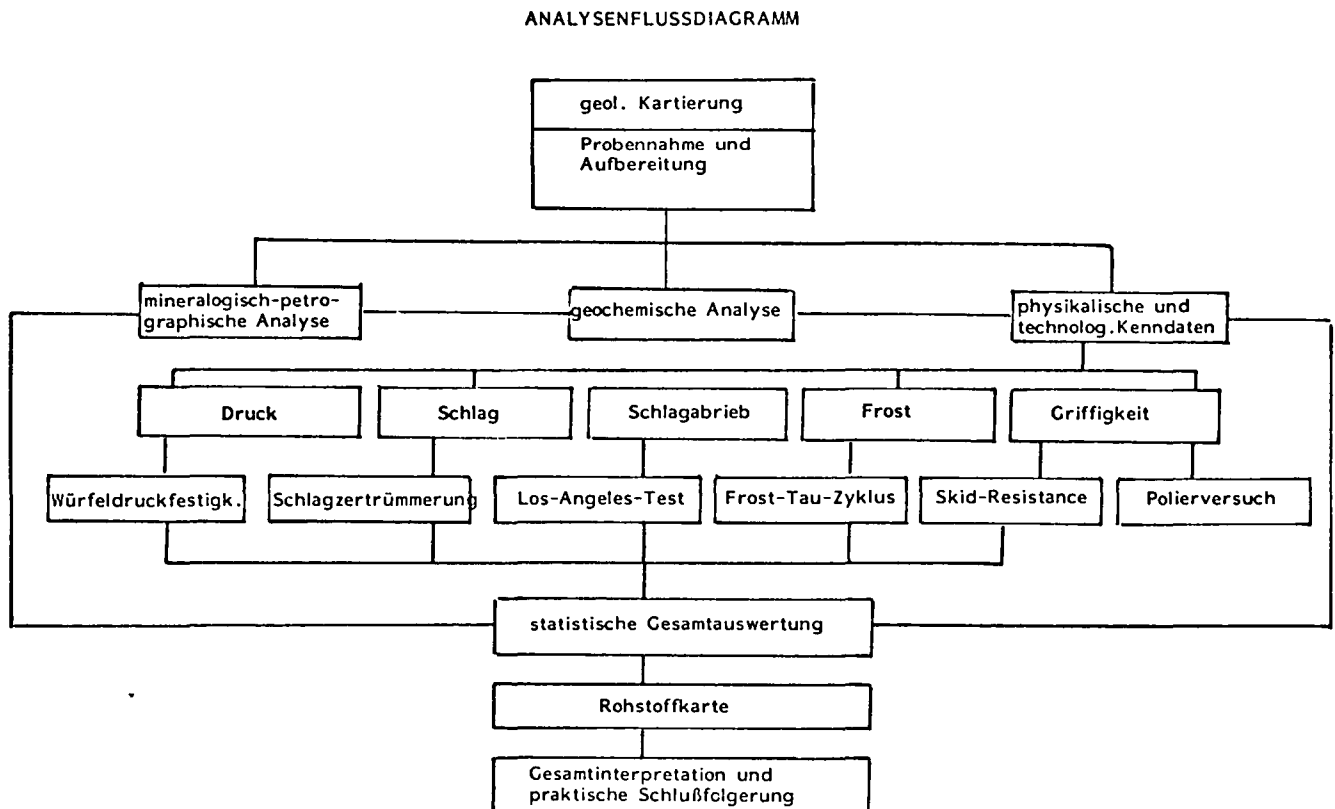 ANALYSENFLUSSDIAGRAMM
geol. Kartierung
Probennahme und
Aufbereitung
mineralogisch-petro-
graphische Analyse
geochemische Analyse
physikalische und
technolog.Kenndaten
Druck
Schlag
Schlagabrieb
Frost
Griffigkeit
Würfeldruckfestigk.
Schlagzertrümmerung
Los-Angeles-Test
Frost-Tau-Zyklus
Skid-Resistance
Polierversuch
statistische Gesamtauswertung
Rohstoffkarte
Gesamtinterpretation und
praktische Schlußfolgerung